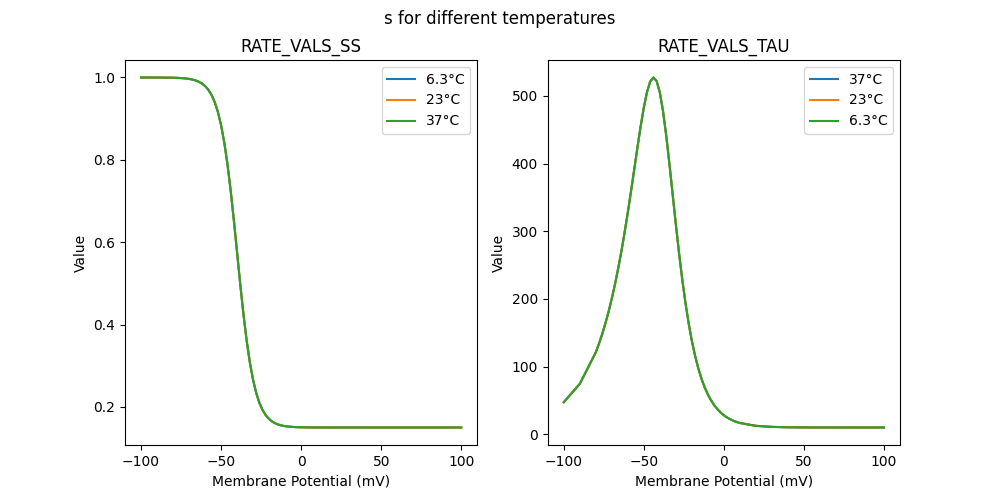 s for different temperatures
RATE_VALS_SS
1.0
0.8
0.6
0.4
0.2
Value
−100
−50
0
50
100
Membrane Potential (mV)
6.3°C
23°C
37°C
RATE_VALS_TAU
500
400
300
200
100
0
Value
−100
−50
0
50
100
Membrane Potential (mV)
37°C
23°C
6.3°C